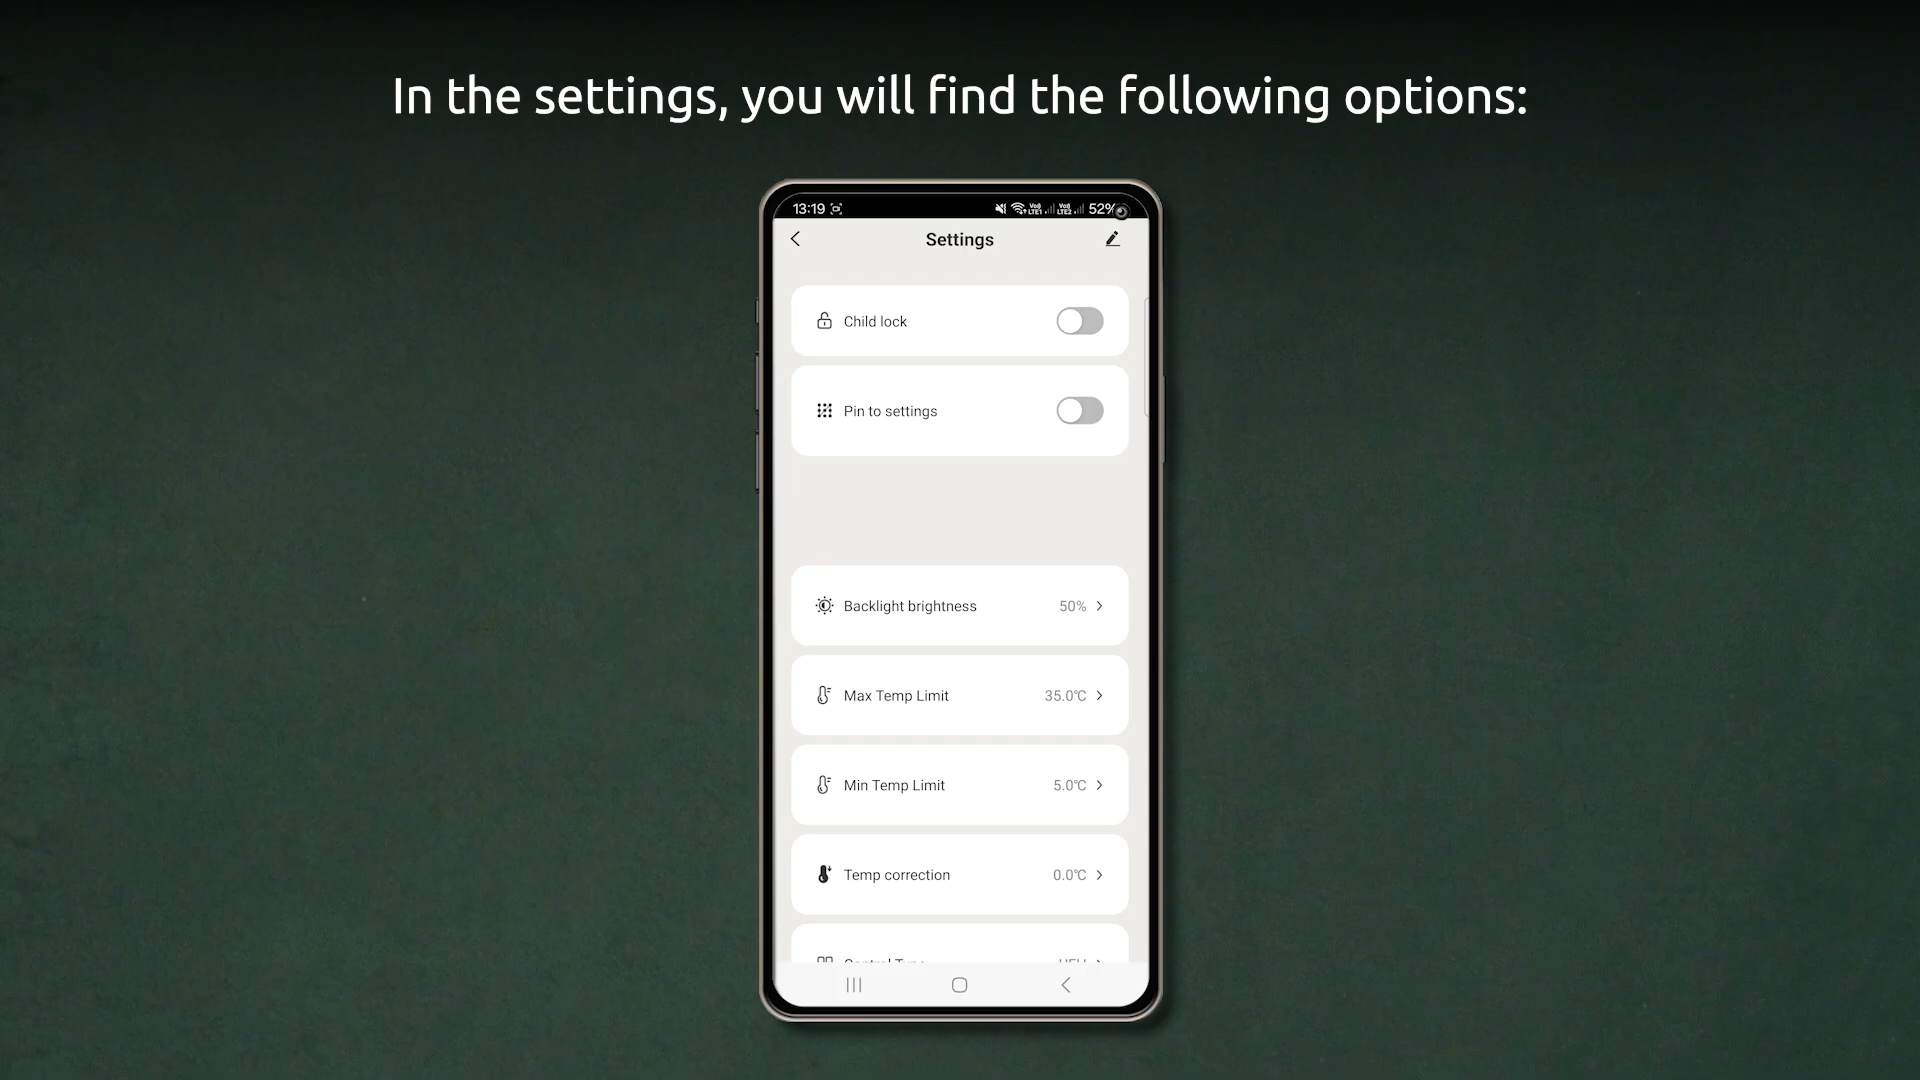 In the settings, you will find the following options:
13:19 52%
Settings
Child lock
Pin to settings
Backlight brightness 50%
Max Temp Limit 35.0℃
Min Temp Limit 5.0℃
Temp correction 0.0℃